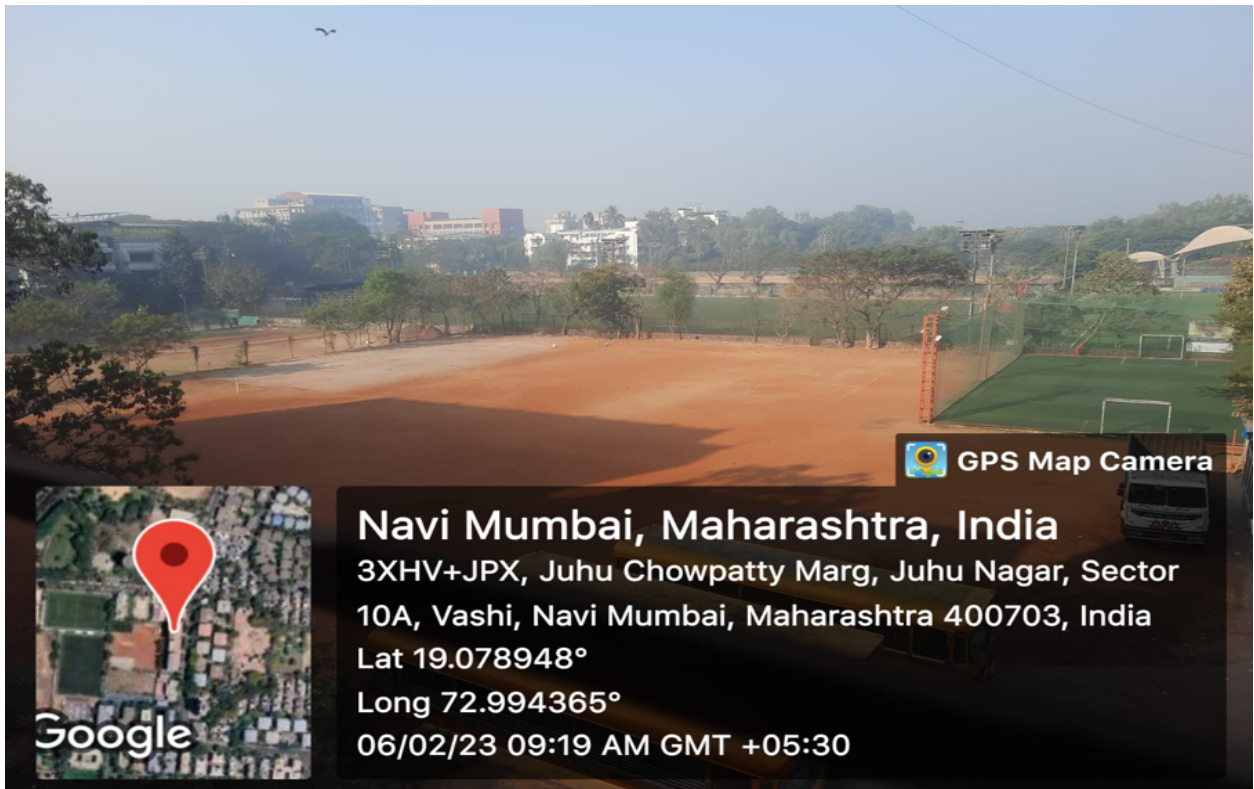 GPS Map Camera
Navi Mumbai, Maharashtra, India
3XHV+JPX, Juhu Chowpatty Marg, Juhu Nagar, Sector
10A, Vashi, Navi Mumbai, Maharashtra 400703, India
Lat 19.078948°
Long 72.994365°
06/02/23 09:19 AM GMT +05:30
Google